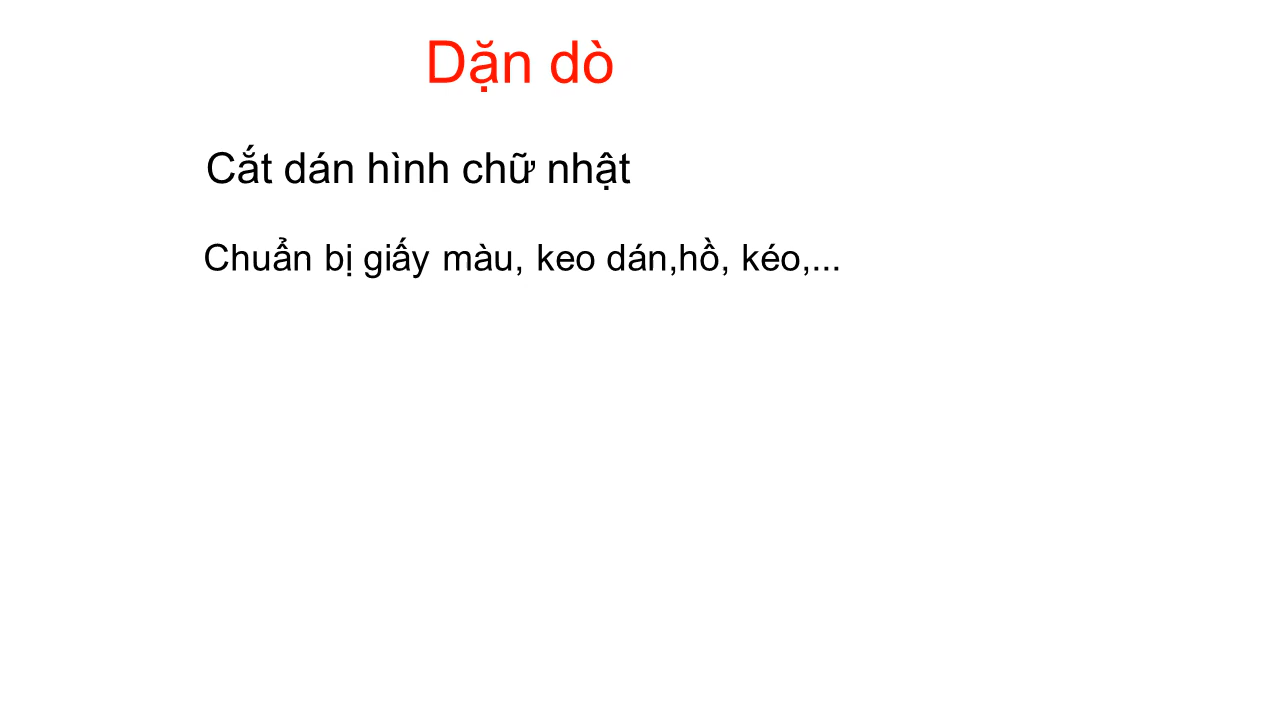 Dặn dò
Cắt dán hình chữ nhật
Chuẩn bị giấy màu, keo dán,hồ, kéo,...